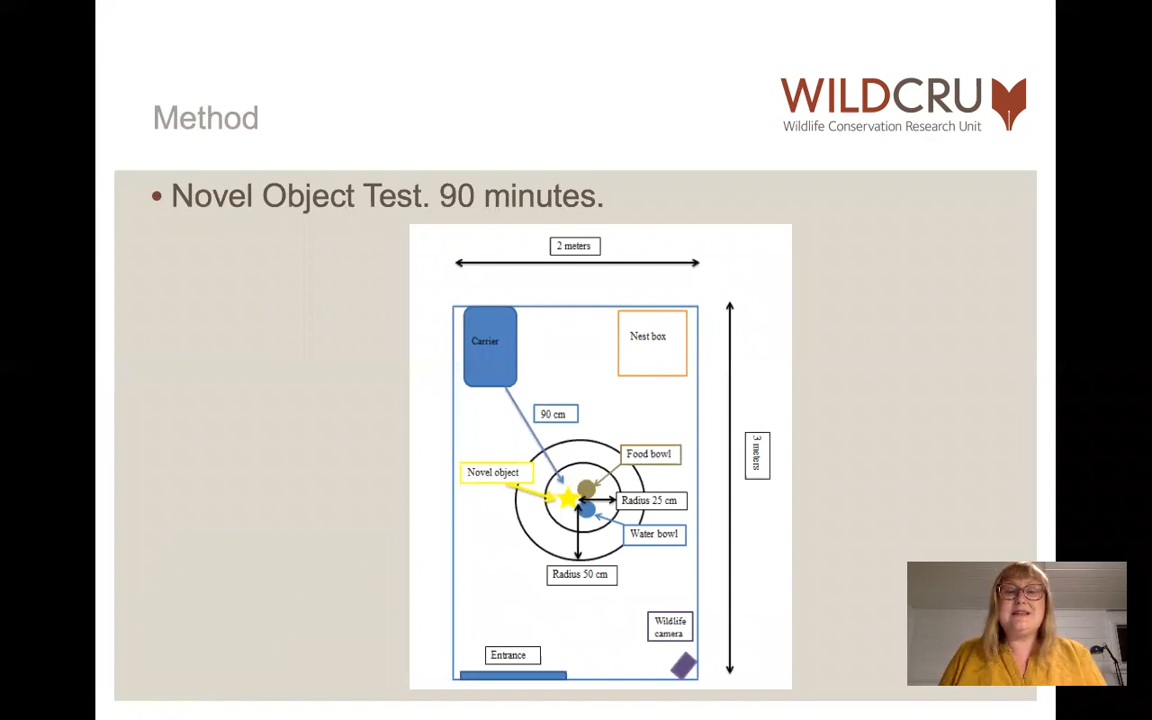 WILDCRU
Wildlife Conservation Research Unit
Method
• Novel Object Test. 90 minutes.
2 meters
Carrier
Nest box
90 cm
3 meters
Food bowl
Novel object
Radius 25 cm
Water bowl
Radius 50 cm
Wildlife
camera
Entrance